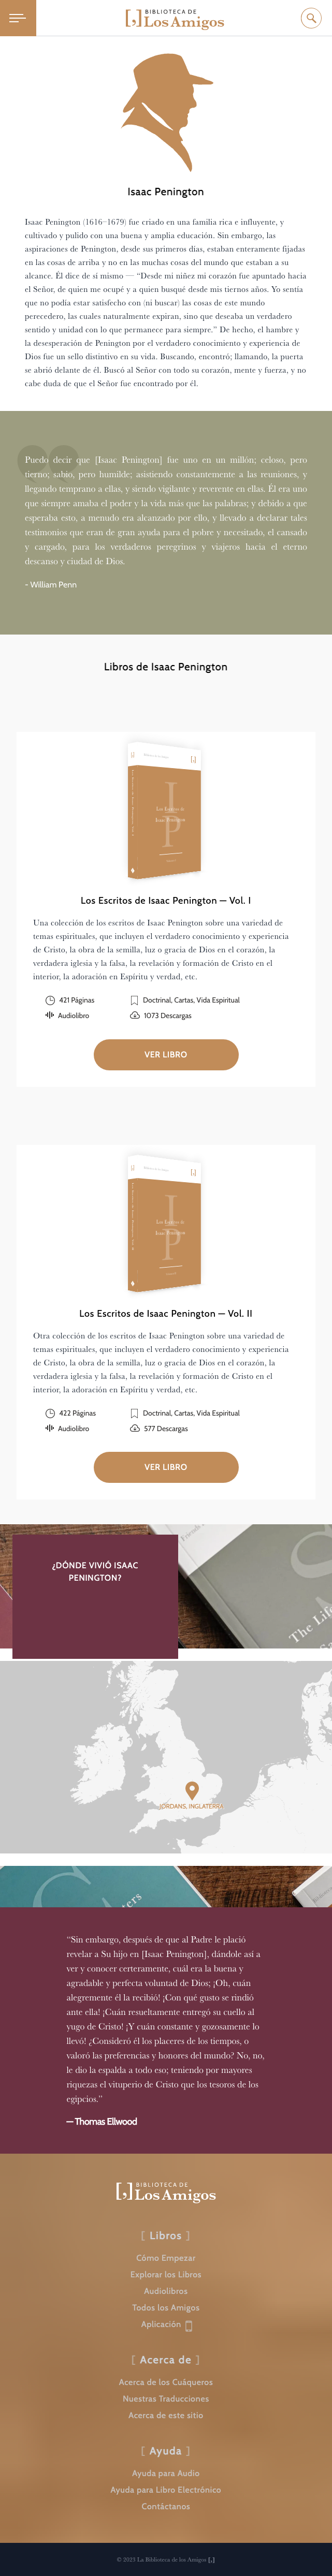 BIBLIOTECA DE
[,] Los Amigos
Isaac Penington
Isaac Penington (1616–1679) fue criado en una familia rica e influyente, y
cultivado y pulido con una buena y amplia educación. Sin embargo, las
aspiraciones de Penington, desde sus primeros días, estaban enteramente fijadas
en las cosas de arriba y no en las muchas cosas del mundo que estaban a su
alcance. Él dice de sí mismo — “Desde mi niñez mi corazón fue apuntado hacia
el Señor, de quien me ocupé y a quien busqué desde mis tiernos años. Yo sentía
que no podía estar satisfecho con (ni buscar) las cosas de este mundo
perecedero, las cuales naturalmente expiran, sino que deseaba un verdadero
sentido y unidad con lo que permanece para siempre.” De hecho, el hambre y
la desesperación de Penington por el verdadero conocimiento y experiencia de
Dios fue un sello distintivo en su vida. Buscando, encontró; llamando, la puerta
se abrió delante de él. Buscó al Señor con todo su corazón, mente y fuerza, y no
cabe duda de que el Señor fue encontrado por él.
Puedo decir que [Isaac Penington] fue uno en un millón; celoso, pero
tierno; sabio, pero humilde; asistiendo constantemente a las reuniones, y
llegando temprano a ellas, y siendo vigilante y reverente en ellas. Él era uno
que siempre amaba el poder y la vida más que las palabras; y debido a que
esperaba esto, a menudo era alcanzado por ello, y llevado a declarar tales
testimonios que eran de gran ayuda para el pobre y necesitado, el cansado
y cargado, para los verdaderos peregrinos y viajeros hacia el eterno
descanso y ciudad de Dios.
- William Penn
Libros de Isaac Penington
Los Escritos de
Isaac Penington
I
P
Los Escritos de Isaac Penington — Vol. I
Una colección de los escritos de Isaac Penington sobre una variedad de
temas espirituales, que incluyen el verdadero conocimiento y experiencia
de Cristo, la obra de la semilla, luz o gracia de Dios en el corazón, la
verdadera iglesia y la falsa, la revelación y formación de Cristo en el
interior, la adoración en Espíritu y verdad, etc.
421 Páginas
Doctrinal, Cartas, Vida Espiritual
Audiolibro
1073 Descargas
VER LIBRO
Los Escritos de
Isaac Penington
I
P
Los Escritos de Isaac Penington — Vol. II
Otra colección de los escritos de Isaac Penington sobre una variedad de
temas espirituales, que incluyen el verdadero conocimiento y experiencia
de Cristo, la obra de la semilla, luz o gracia de Dios en el corazón, la
verdadera iglesia y la falsa, la revelación y formación de Cristo en el
interior, la adoración en Espíritu y verdad, etc.
422 Páginas
Doctrinal, Cartas, Vida Espiritual
Audiolibro
577 Descargas
VER LIBRO
¿DÓNDE VIVIÓ ISAAC
PENINGTON?
The Life
JORDANS, INGLATERRA
“Sin embargo, después de que al Padre le plació
revelar a Su hijo en [Isaac Penington], dándole así a
ver y conocer certeramente, cuál era la buena y
agradable y perfecta voluntad de Dios; ¡Oh, cuán
alegremente él la recibió! ¡Con qué gusto se rindió
ante ella! ¡Cuán resueltamente entregó su cuello al
yugo de Cristo! ¡Y cuán constante y gozosamente lo
llevó! ¿Consideró él los placeres de los tiempos, o
valoró las preferencias y honores del mundo? No, no,
le dio la espalda a todo eso; teniendo por mayores
riquezas el vituperio de Cristo que los tesoros de los
egipcios.”
— Thomas Ellwood
BIBLIOTECA DE
[,] Los Amigos
[ Libros ]
Cómo Empezar
Explorar los Libros
Audiolibros
Todos los Amigos
Aplicación
[ Acerca de ]
Acerca de los Cuáqueros
Nuestras Traducciones
Acerca de este sitio
[ Ayuda ]
Ayuda para Audio
Ayuda para Libro Electrónico
Contáctanos
© 2023 La Biblioteca de los Amigos [,]